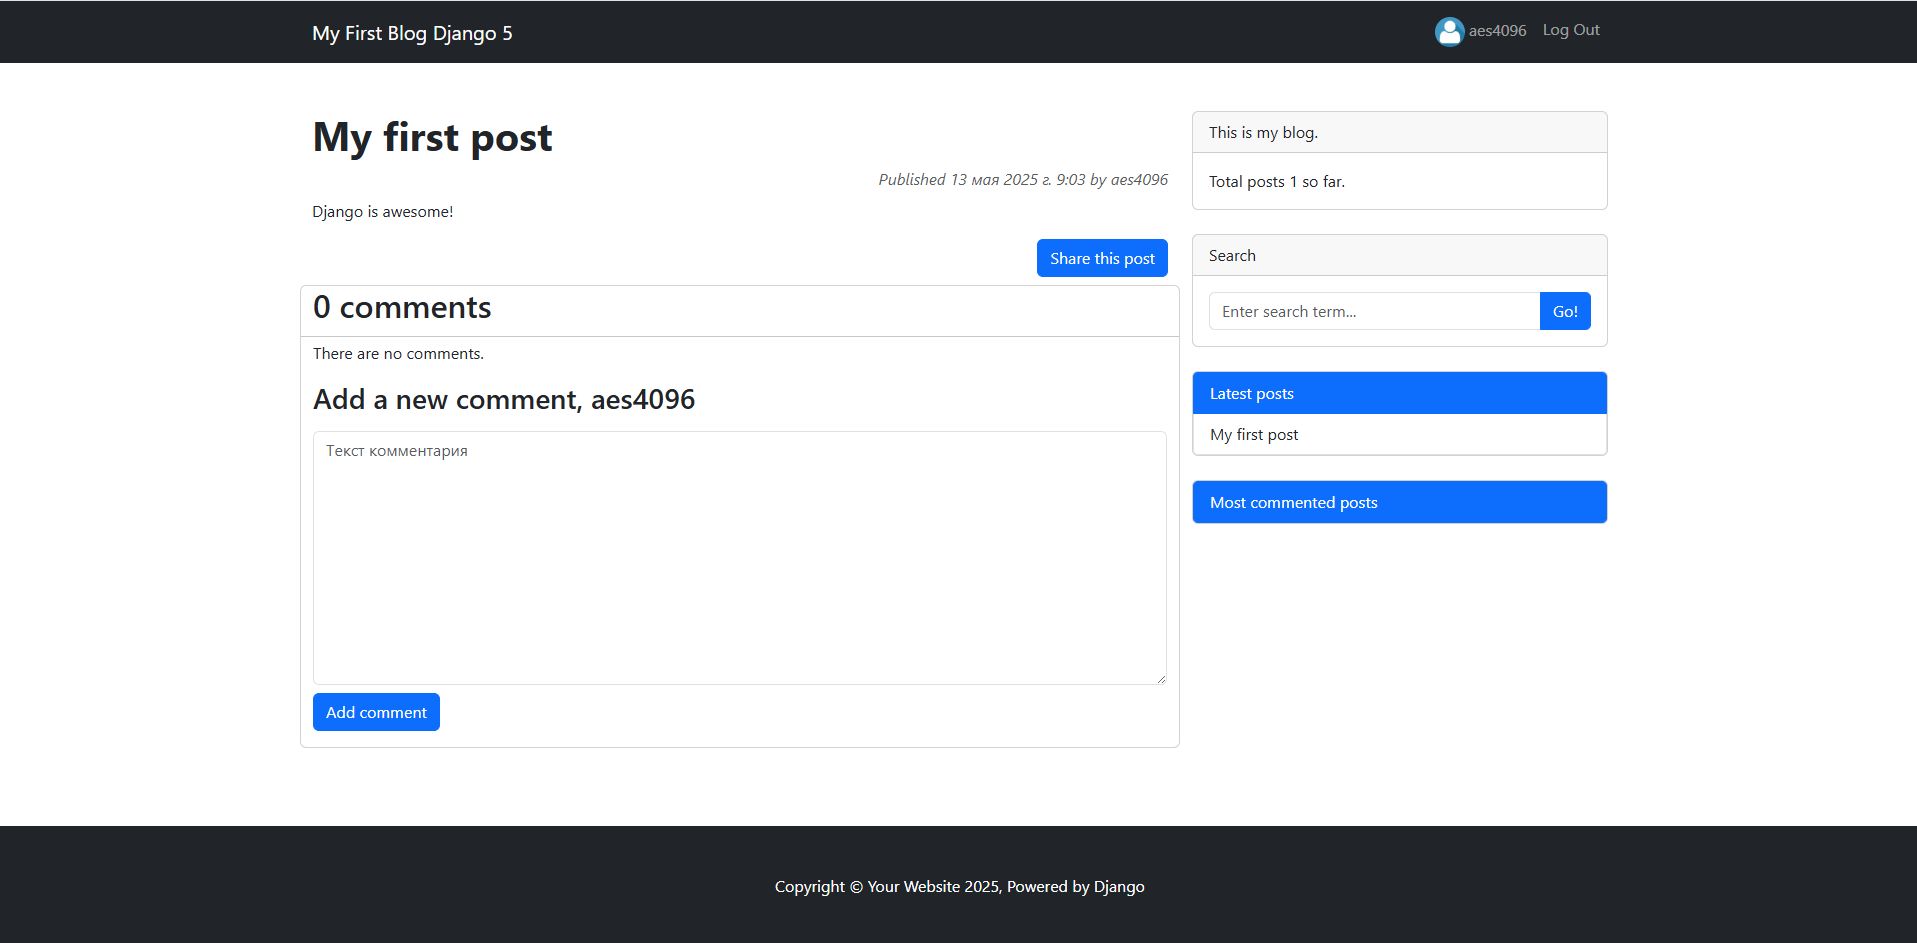 My First Blog Django 5
aes4096
Log Out
My first post
Published 13 мая 2025 г. 9:03 by aes4096
Django is awesome!
Share this post
0 comments
There are no comments.
Add a new comment, aes4096
Текст комментария
Add comment
This is my blog.
Total posts 1 so far.
Search
Enter search term...
Go!
Latest posts
My first post
Most commented posts
Copyright © Your Website 2025, Powered by Django